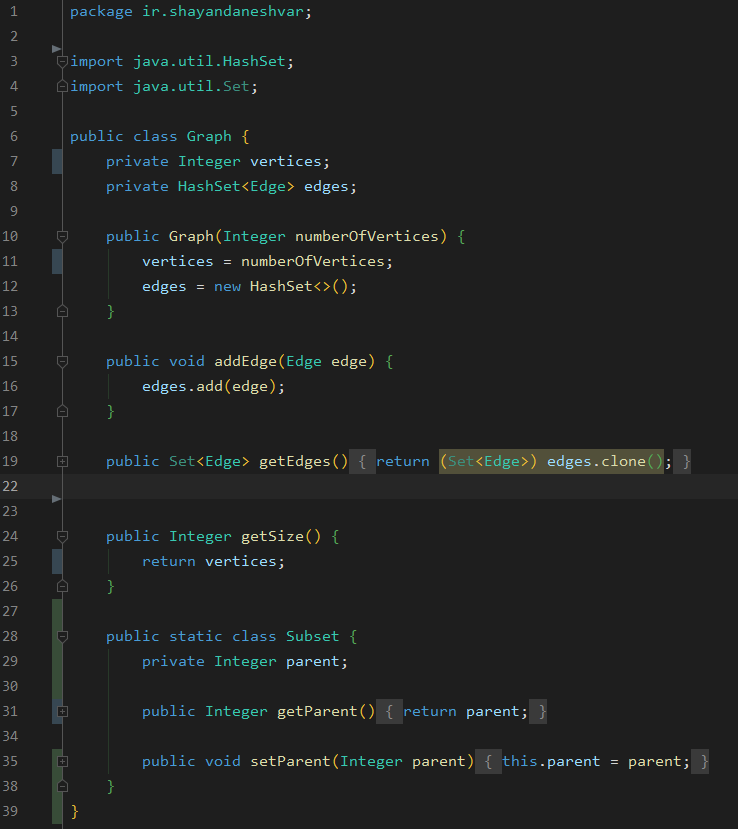 1 package ir.shayandaneshvar;
2
3 import java.util.HashSet;
4 import java.util.Set;
5
6 public class Graph {
7     private Integer vertices;
8     private HashSet<Edge> edges;
9
10     public Graph(Integer numberOfVertices) {
11         vertices = numberOfVertices;
12         edges = new HashSet<>();
13     }
14
15     public void addEdge(Edge edge) {
16         edges.add(edge);
17     }
18
19     public Set<Edge> getEdges() { return (Set<Edge>) edges.clone(); }
22
23
24     public Integer getSize() {
25         return vertices;
26     }
27
28     public static class Subset {
29         private Integer parent;
30
31         public Integer getParent() { return parent; }
34
35         public void setParent(Integer parent) { this.parent = parent; }
38     }
39 }